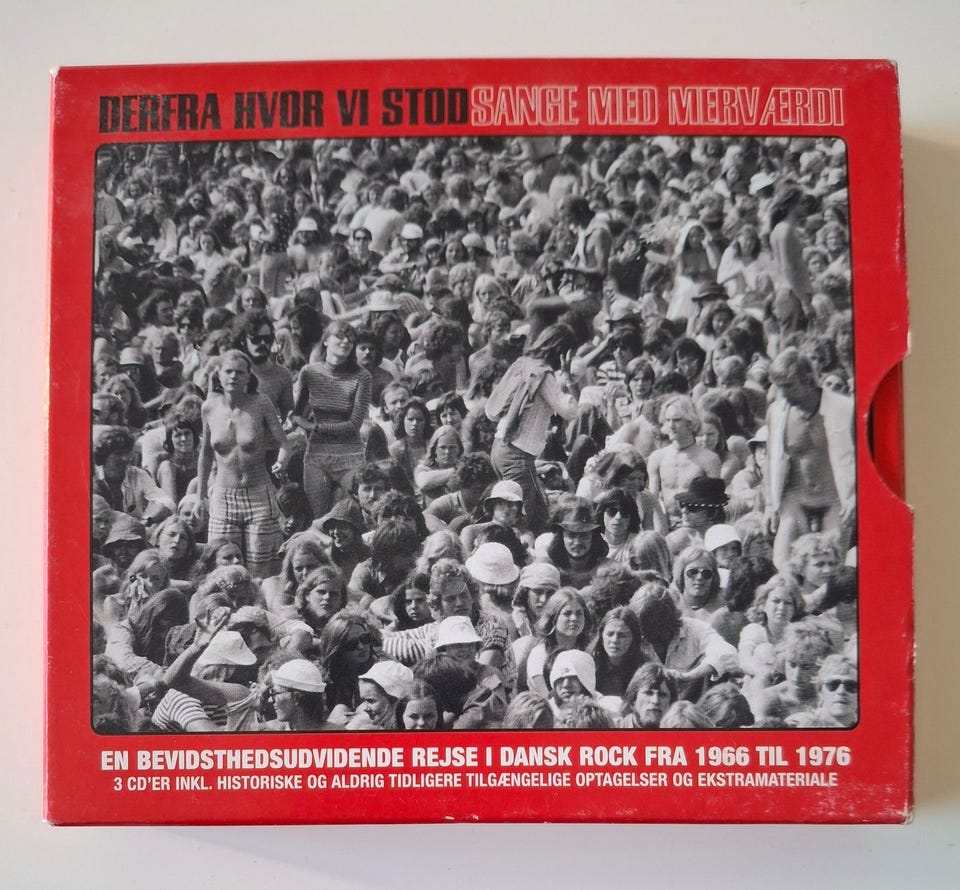 DERFRA HVOR VI STOD SANGE MED MERVÆRDI
EN BEVIDSTHEDSUDVIDENDE REJSE I DANSK ROCK FRA 1966 TIL 1976
3 CD'ER INKL. HISTORISKE OG ALDRIG TIDLIGERE TILGÆNGELIGE OPTAGELSER OG EKSTRAMATERIALE